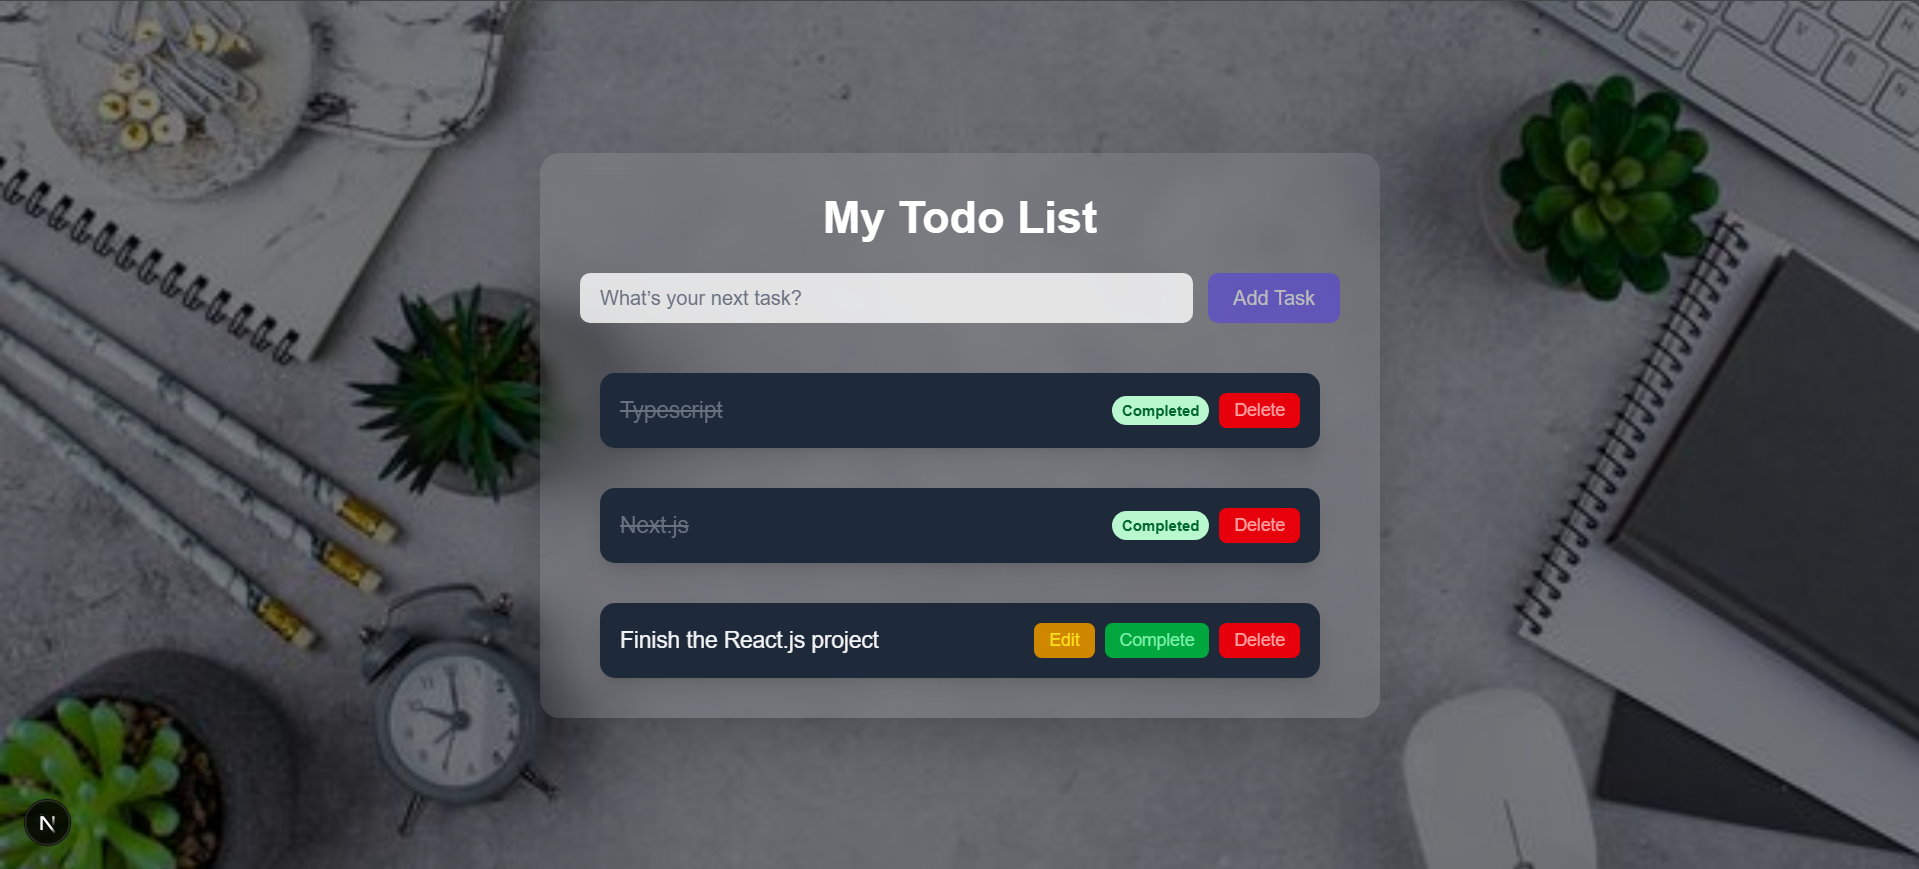 My Todo List
What's your next task?
Add Task
Typescript
Completed
Delete
Next.js
Completed
Delete
Finish the React.js project
Edit
Complete
Delete
N